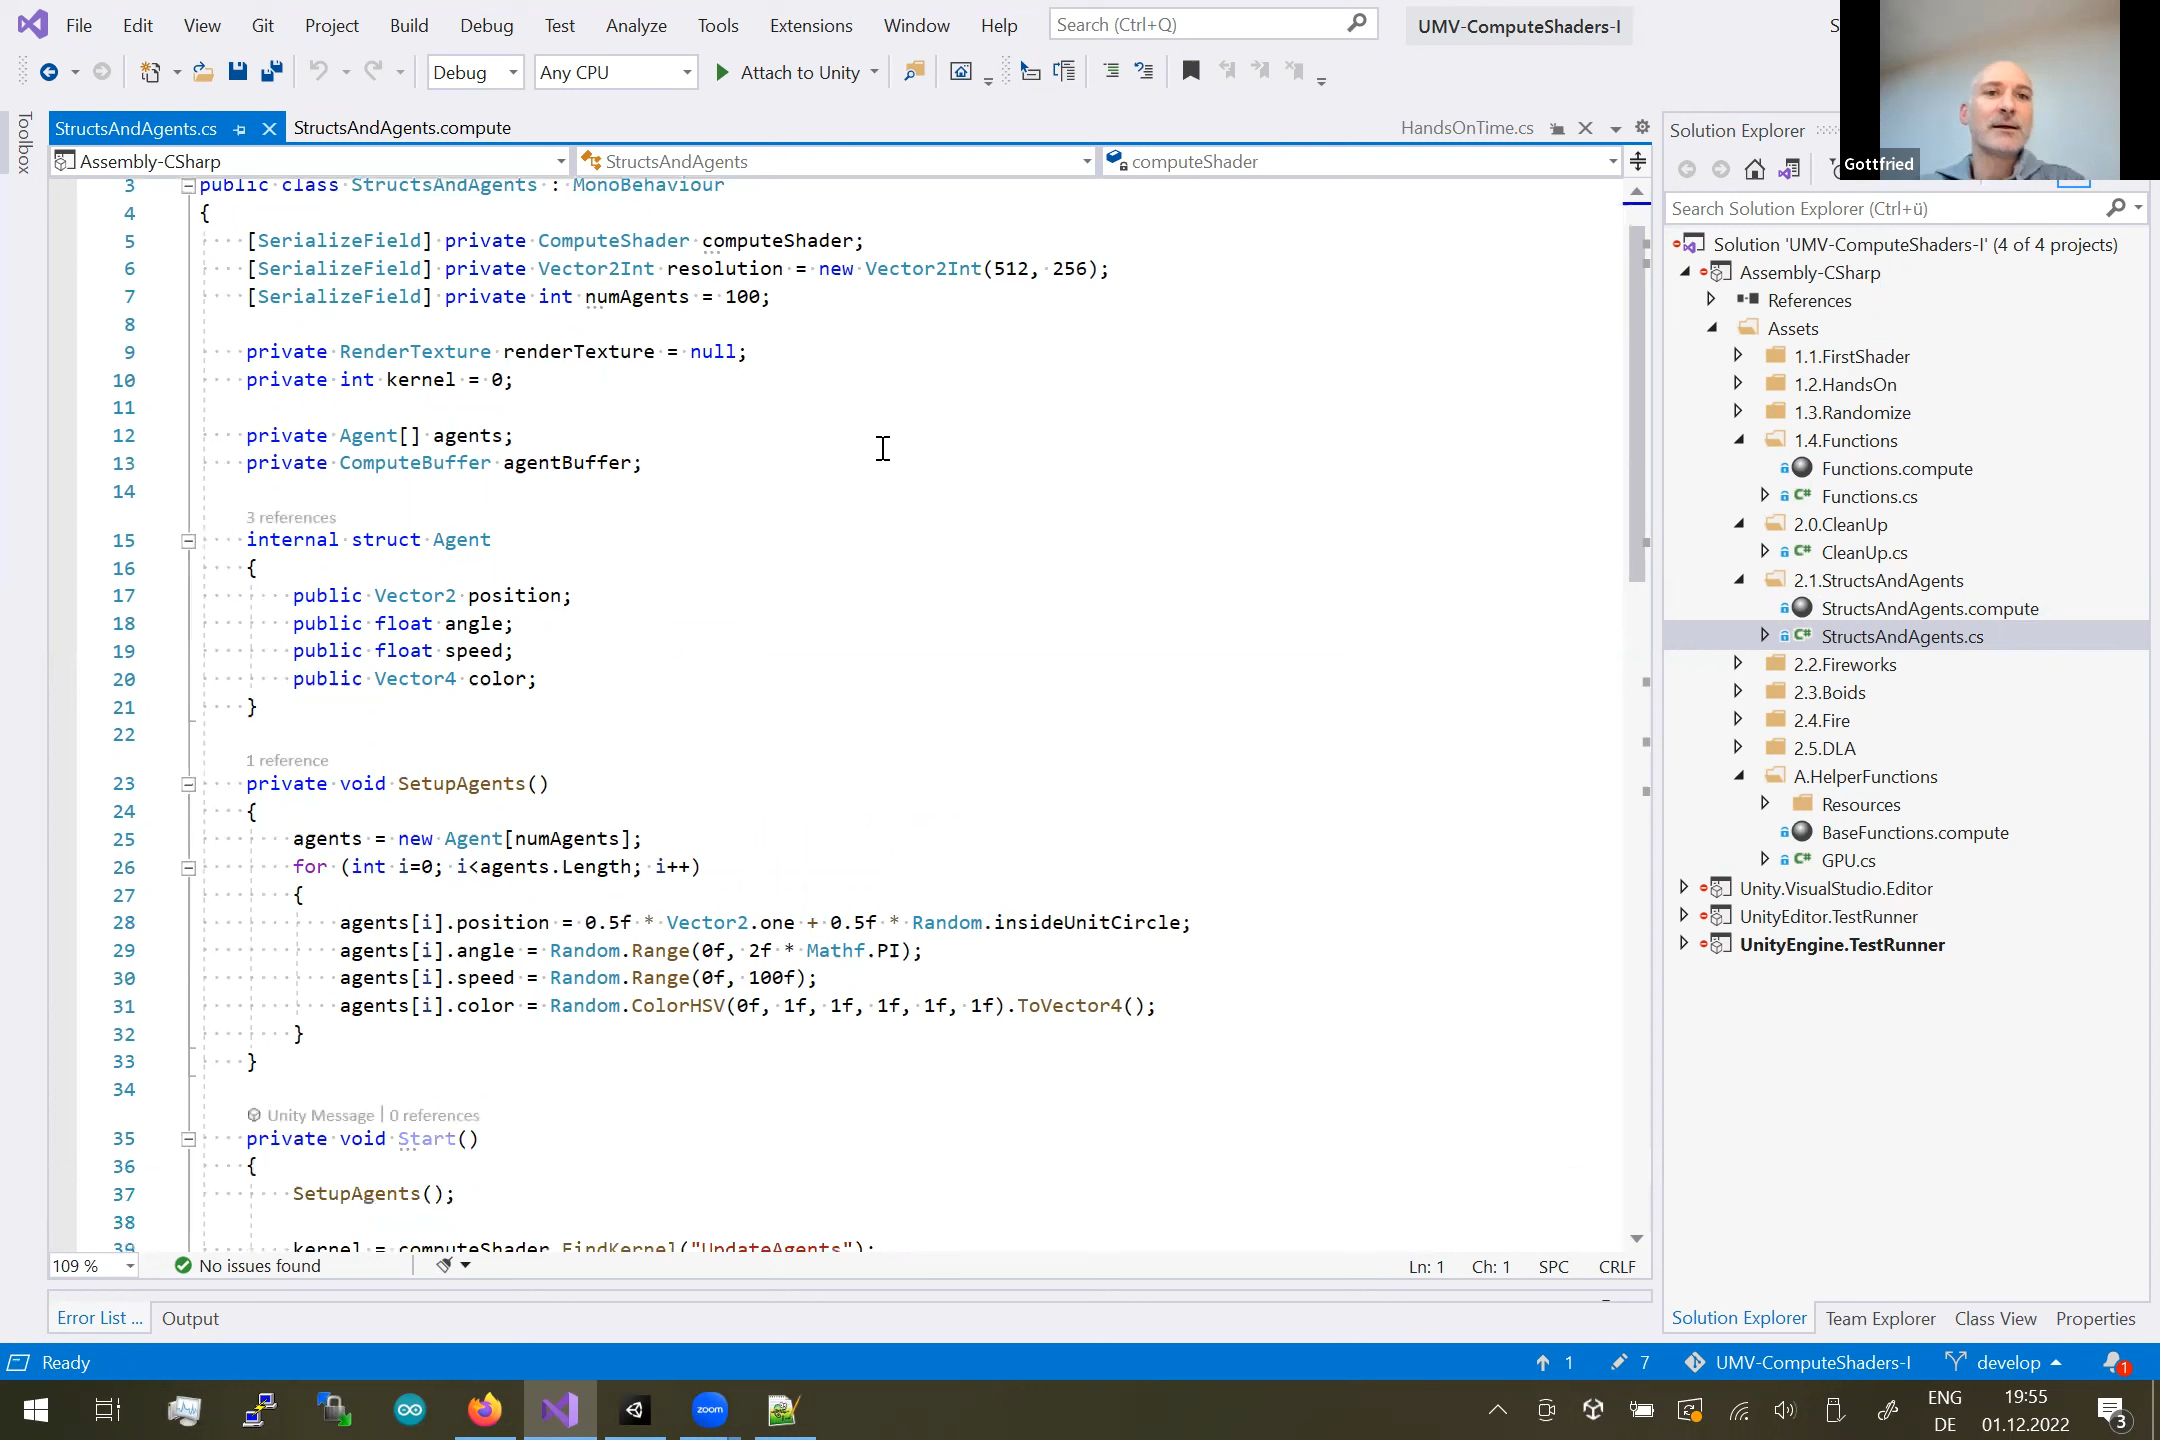 File Edit View Git Project Build Debug Test Analyze Tools Extensions Window Help Search (Ctrl+Q) UMV-ComputeShaders-I
Debug Any CPU Attach to Unity
Toolbox
StructsAndAgents.cs StructsAndAgents.compute HandsOnTime.cs
Assembly-CSharp StructsAndAgents computeShader
3 public class StructsAndAgents : MonoBehaviour
4 {
5 [SerializeField] private ComputeShader computeShader;
6 [SerializeField] private Vector2Int resolution = new Vector2Int(512, 256);
7 [SerializeField] private int numAgents = 100;
8
9 private RenderTexture renderTexture = null;
10 private int kernel = 0;
11
12 private Agent[] agents;
13 private ComputeBuffer agentBuffer;
14
3 references
15 internal struct Agent
16 {
17 public Vector2 position;
18 public float angle;
19 public float speed;
20 public Vector4 color;
21 }
22
1 reference
23 private void SetupAgents()
24 {
25 agents = new Agent[numAgents];
26 for (int i=0; i<agents.Length; i++)
27 {
28 agents[i].position = 0.5f * Vector2.one + 0.5f * Random.insideUnitCircle;
29 agents[i].angle = Random.Range(0f, 2f * Mathf.PI);
30 agents[i].speed = Random.Range(0f, 100f);
31 agents[i].color = Random.ColorHSV(0f, 1f, 1f, 1f, 1f, 1f).ToVector4();
32 }
33 }
34
Unity Message | 0 references
35 private void Start()
36 {
37 SetupAgents();
38
39 kernel = computeShader.FindKernel("UpdateAgents");
109 % No issues found Ln: 1 Ch: 1 SPC CRLF
Error List ... Output
Solution Explorer
Gottfried
Search Solution Explorer (Ctrl+ü)
Solution 'UMV-ComputeShaders-I' (4 of 4 projects)
Assembly-CSharp
References
Assets
1.1.FirstShader
1.2.HandsOn
1.3.Randomize
1.4.Functions
Functions.compute
C# Functions.cs
2.0.CleanUp
C# CleanUp.cs
2.1.StructsAndAgents
StructsAndAgents.compute
C# StructsAndAgents.cs
2.2.Fireworks
2.3.Boids
2.4.Fire
2.5.DLA
A.HelperFunctions
Resources
BaseFunctions.compute
C# GPU.cs
Unity.VisualStudio.Editor
UnityEditor.TestRunner
UnityEngine.TestRunner
Solution Explorer Team Explorer Class View Properties
Ready 1 7 UMV-ComputeShaders-I develop 1
zoom
ENG
DE
19:55
01.12.2022
3